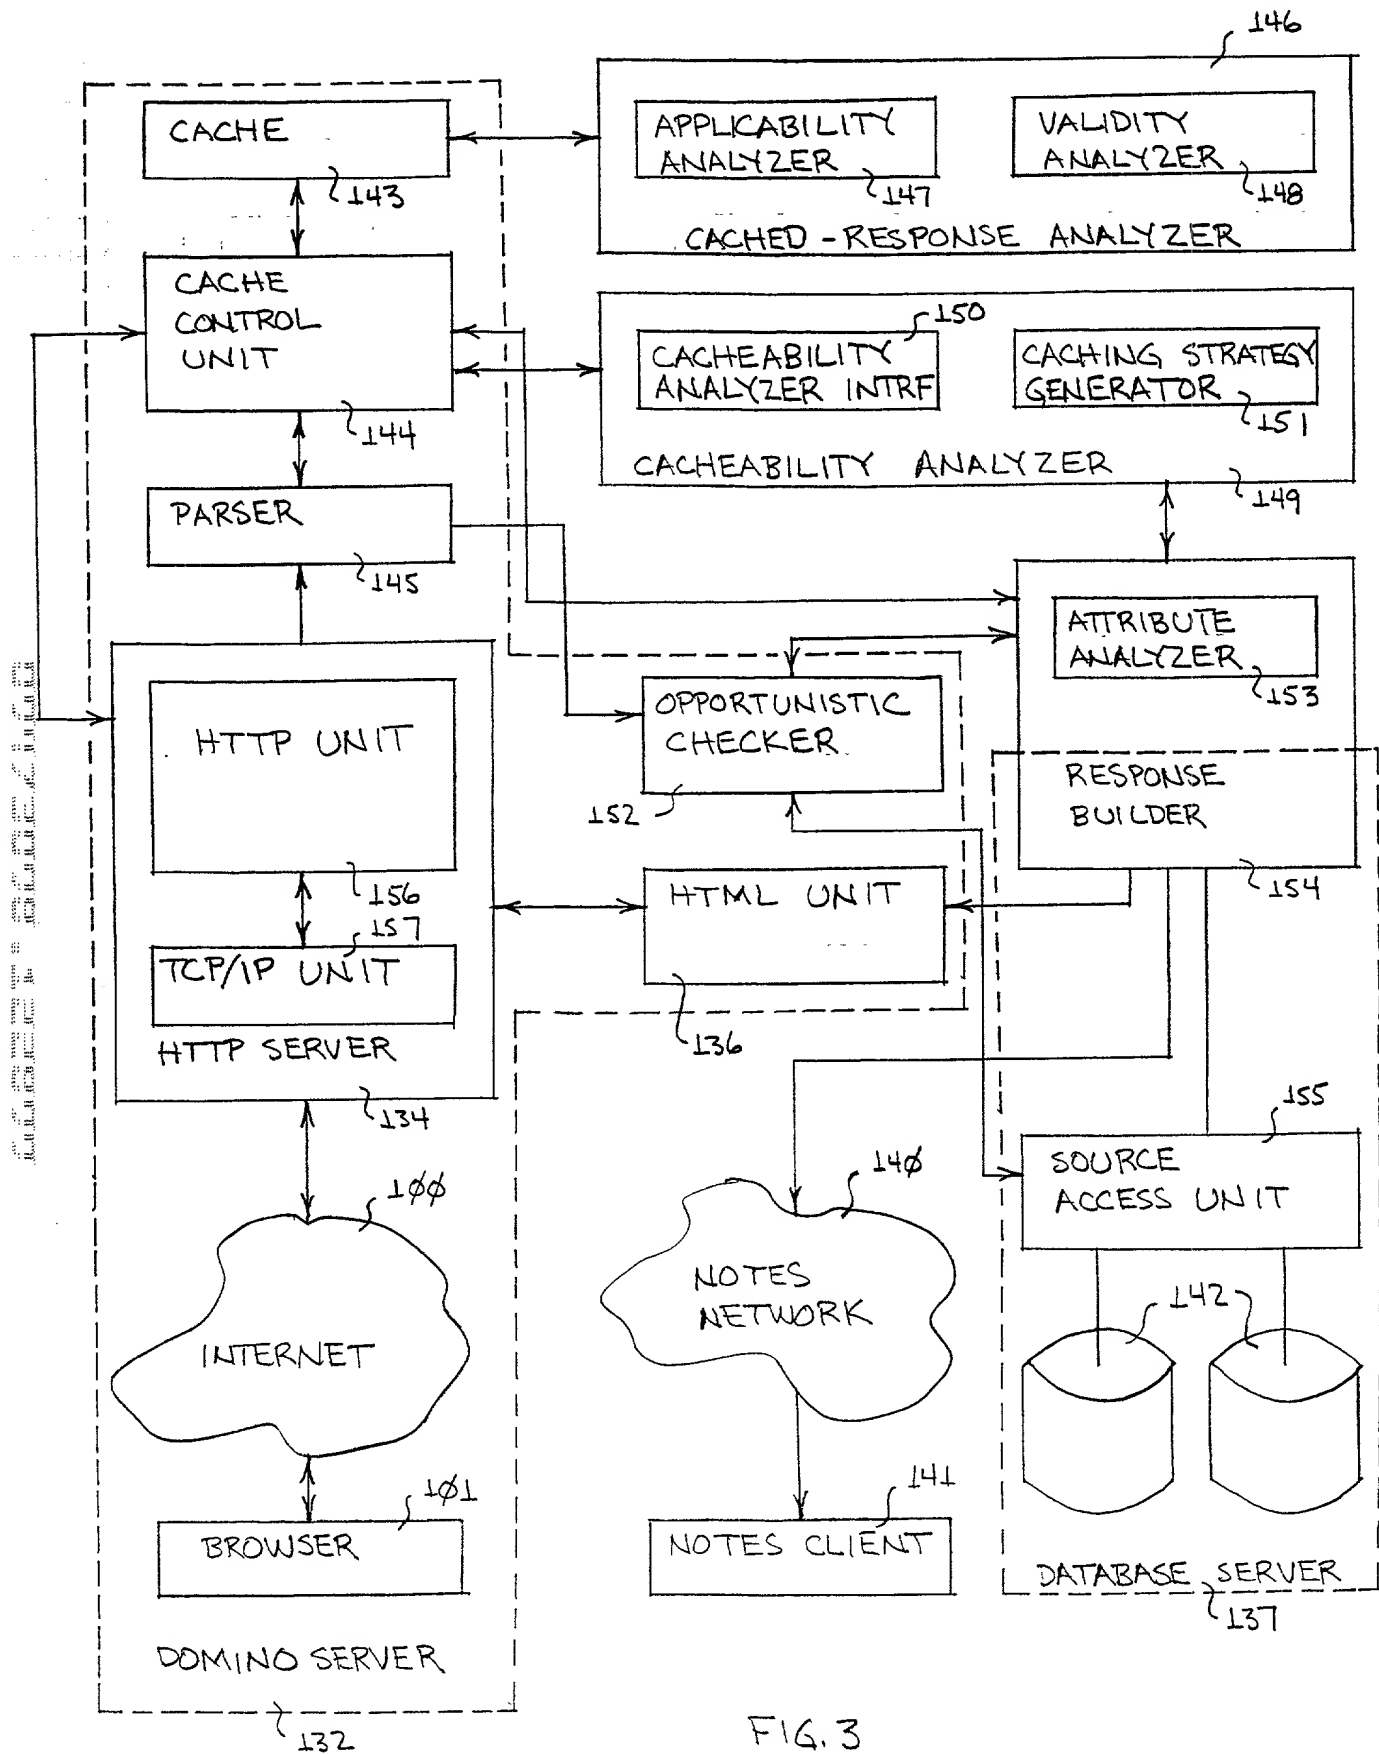 146
CACHE
143
APPLICABILITY
ANALYZER
147
VALIDITY
ANALYZER
148
CACHED-RESPONSE ANALYZER
CACHE
CONTROL
UNIT
144
150
CACHEABILITY
ANALYZER INTRF
CACHING STRATEGY
GENERATOR
151
CACHEABILITY ANALYZER
149
PARSER
145
ATTRIBUTE
ANALYZER
153
HTTP UNIT
156
OPPORTUNISTIC
CHECKER
152
RESPONSE
BUILDER
154
157
TCP/IP UNIT
HTTP SERVER
134
HTML UNIT
136
155
SOURCE
ACCESS UNIT
1ØØ
INTERNET
14Ø
NOTES
NETWORK
142
1Ø1
BROWSER
141
NOTES CLIENT
DATABASE SERVER
137
DOMINO SERVER
132
FIG. 3